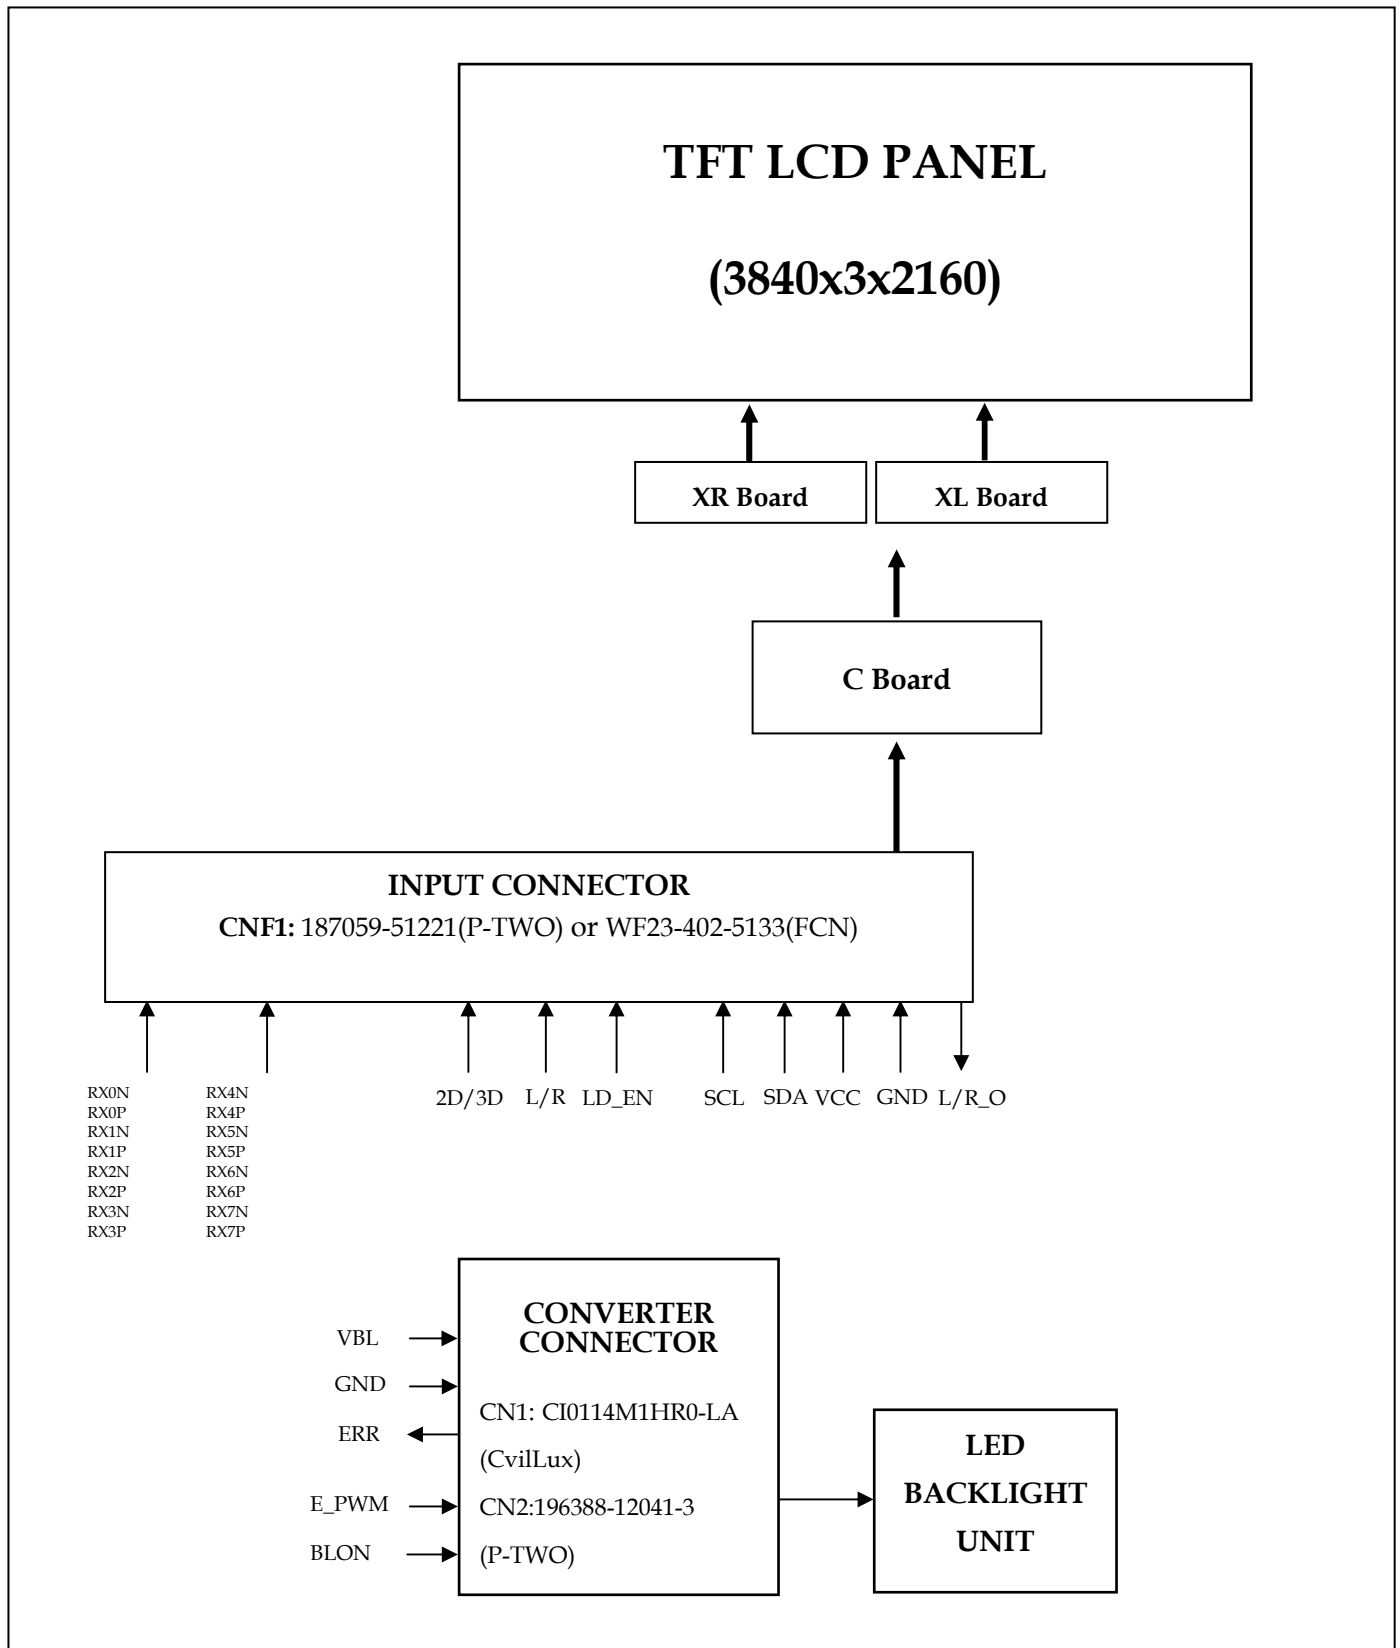 TFT LCD PANEL
(3840x3x2160)
XR Board
XL Board
C Board
INPUT CONNECTOR
CNF1: 187059-51221(P-TWO) or WF23-402-5133(FCN)
RX0N
RX0P
RX1N
RX1P
RX2N
RX2P
RX3N
RX3P
RX4N
RX4P
RX5N
RX5P
RX6N
RX6P
RX7N
RX7P
2D/3D
L/R
LD_EN
SCL
SDA
VCC
GND
L/R_O
VBL
GND
ERR
E_PWM
BLON
CONVERTER
CONNECTOR
CN1: CI0114M1HR0-LA
(CvilLux)
CN2:196388-12041-3
(P-TWO)
LED
BACKLIGHT
UNIT